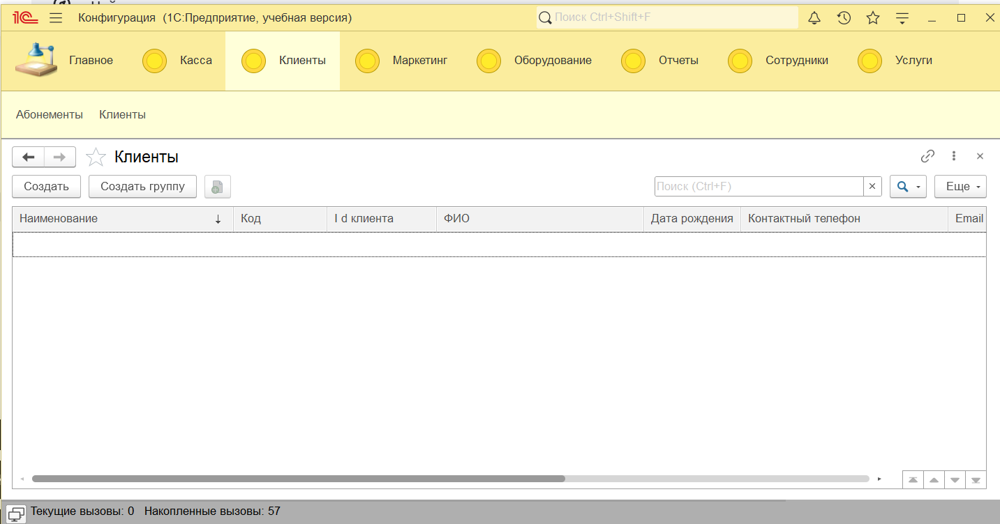 1С Конфигурация (1С:Предприятие, учебная версия) Поиск Ctrl+Shift+F
Главное Касса Клиенты Маркетинг Оборудование Отчеты Сотрудники Услуги
Абонементы Клиенты
Клиенты
Создать Создать группу Поиск (Ctrl+F) Еще
Наименование Код I d клиента ФИО Дата рождения Контактный телефон Email
Текущие вызовы: 0 Накопленные вызовы: 57